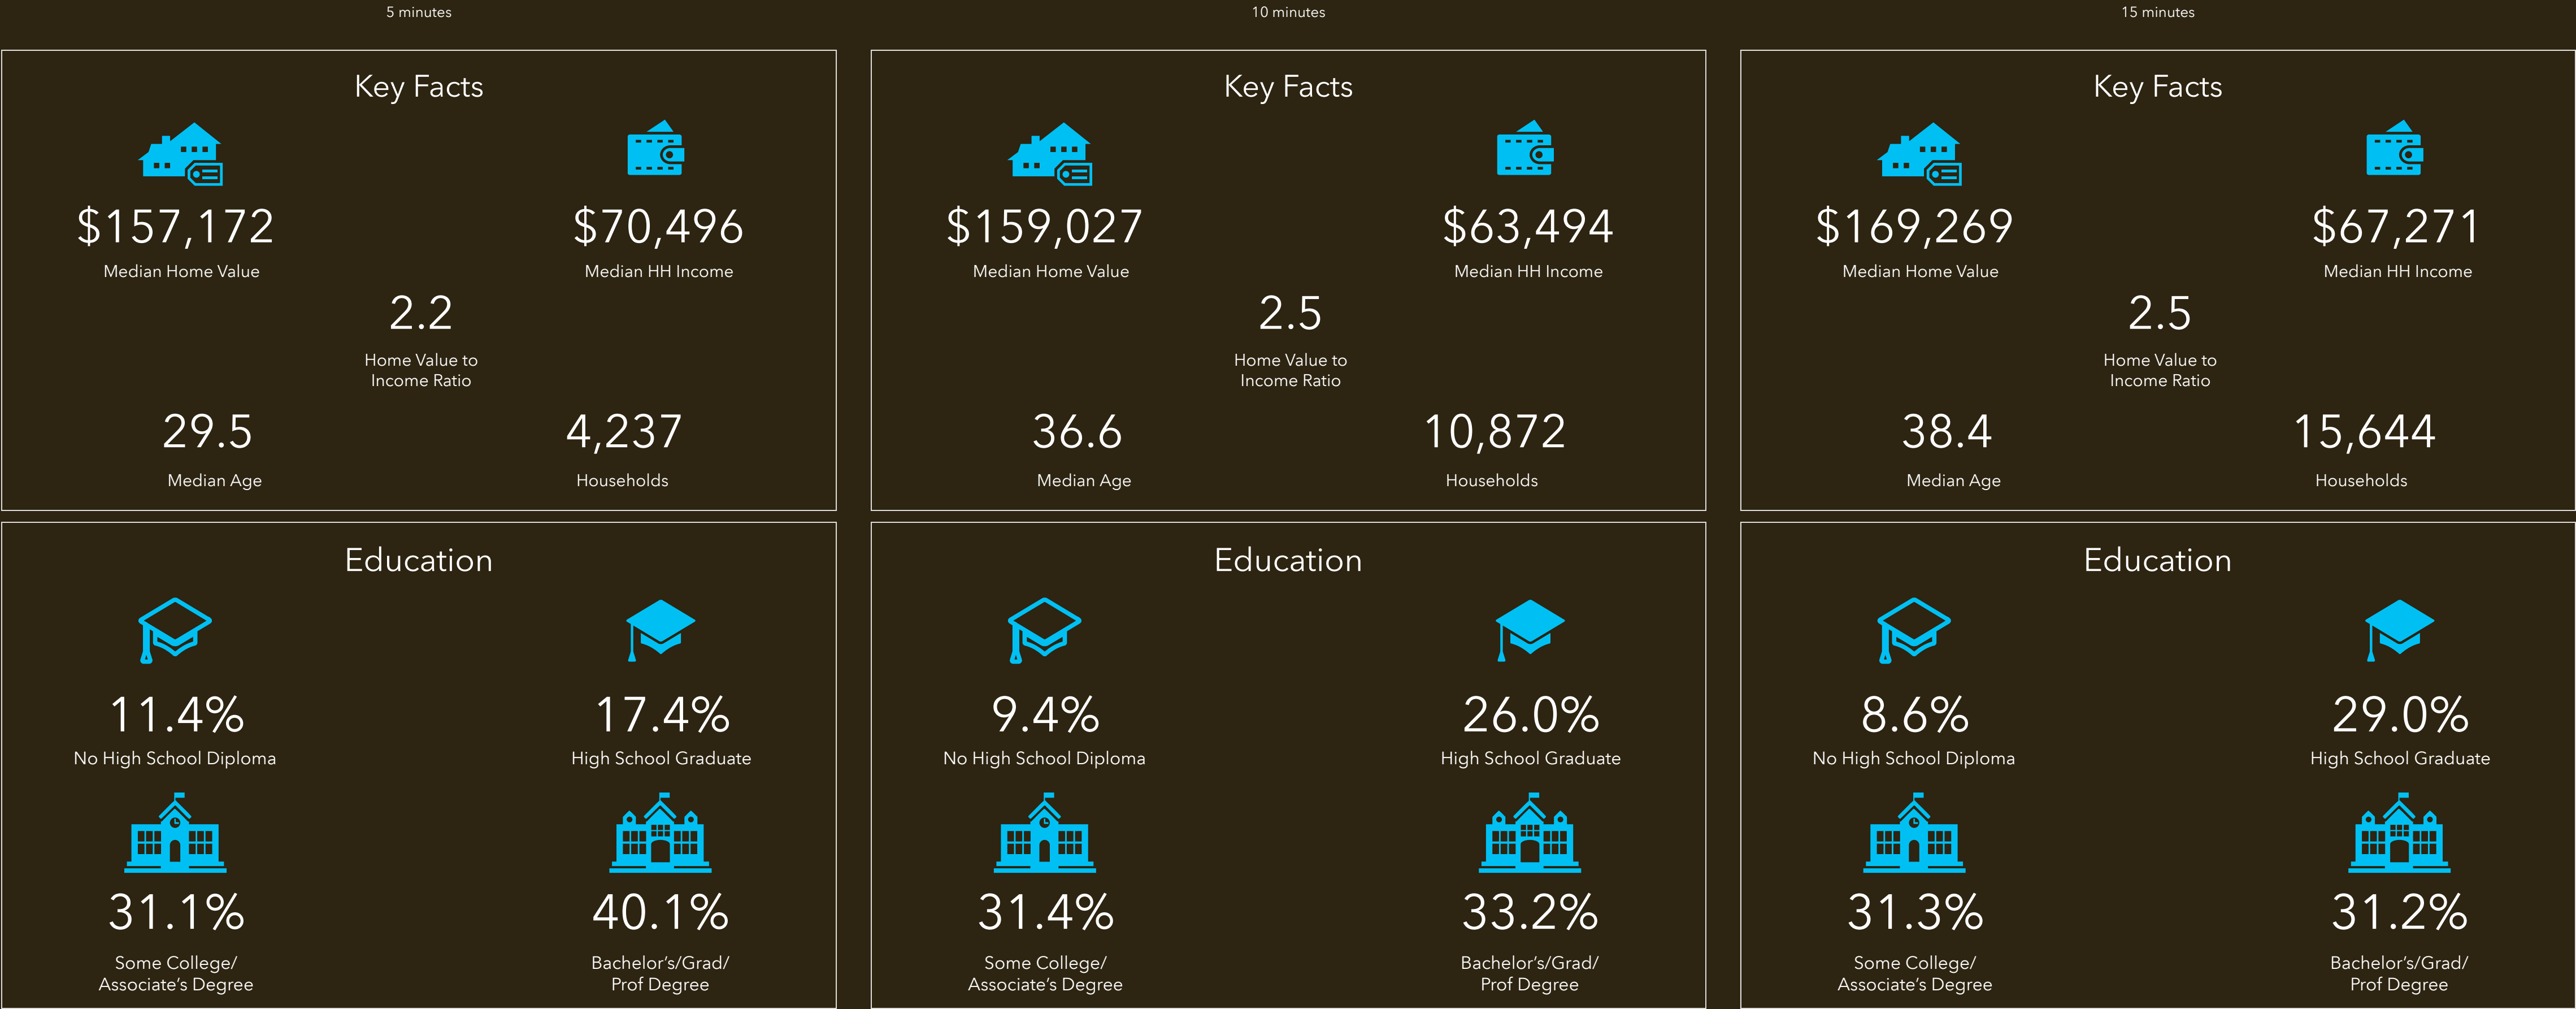 5 minutes
10 minutes
15 minutes
Key Facts
$157,172
Median Home Value
$70,496
Median HH Income
2.2
Home Value to
Income Ratio
29.5
Median Age
4,237
Households
Key Facts
$159,027
Median Home Value
$63,494
Median HH Income
2.5
Home Value to
Income Ratio
36.6
Median Age
10,872
Households
Key Facts
$169,269
Median Home Value
$67,271
Median HH Income
2.5
Home Value to
Income Ratio
38.4
Median Age
15,644
Households
Education
11.4%
No High School Diploma
17.4%
High School Graduate
31.1%
Some College/
Associate's Degree
40.1%
Bachelor's/Grad/
Prof Degree
Education
9.4%
No High School Diploma
26.0%
High School Graduate
31.4%
Some College/
Associate's Degree
33.2%
Bachelor's/Grad/
Prof Degree
Education
8.6%
No High School Diploma
29.0%
High School Graduate
31.3%
Some College/
Associate's Degree
31.2%
Bachelor's/Grad/
Prof Degree